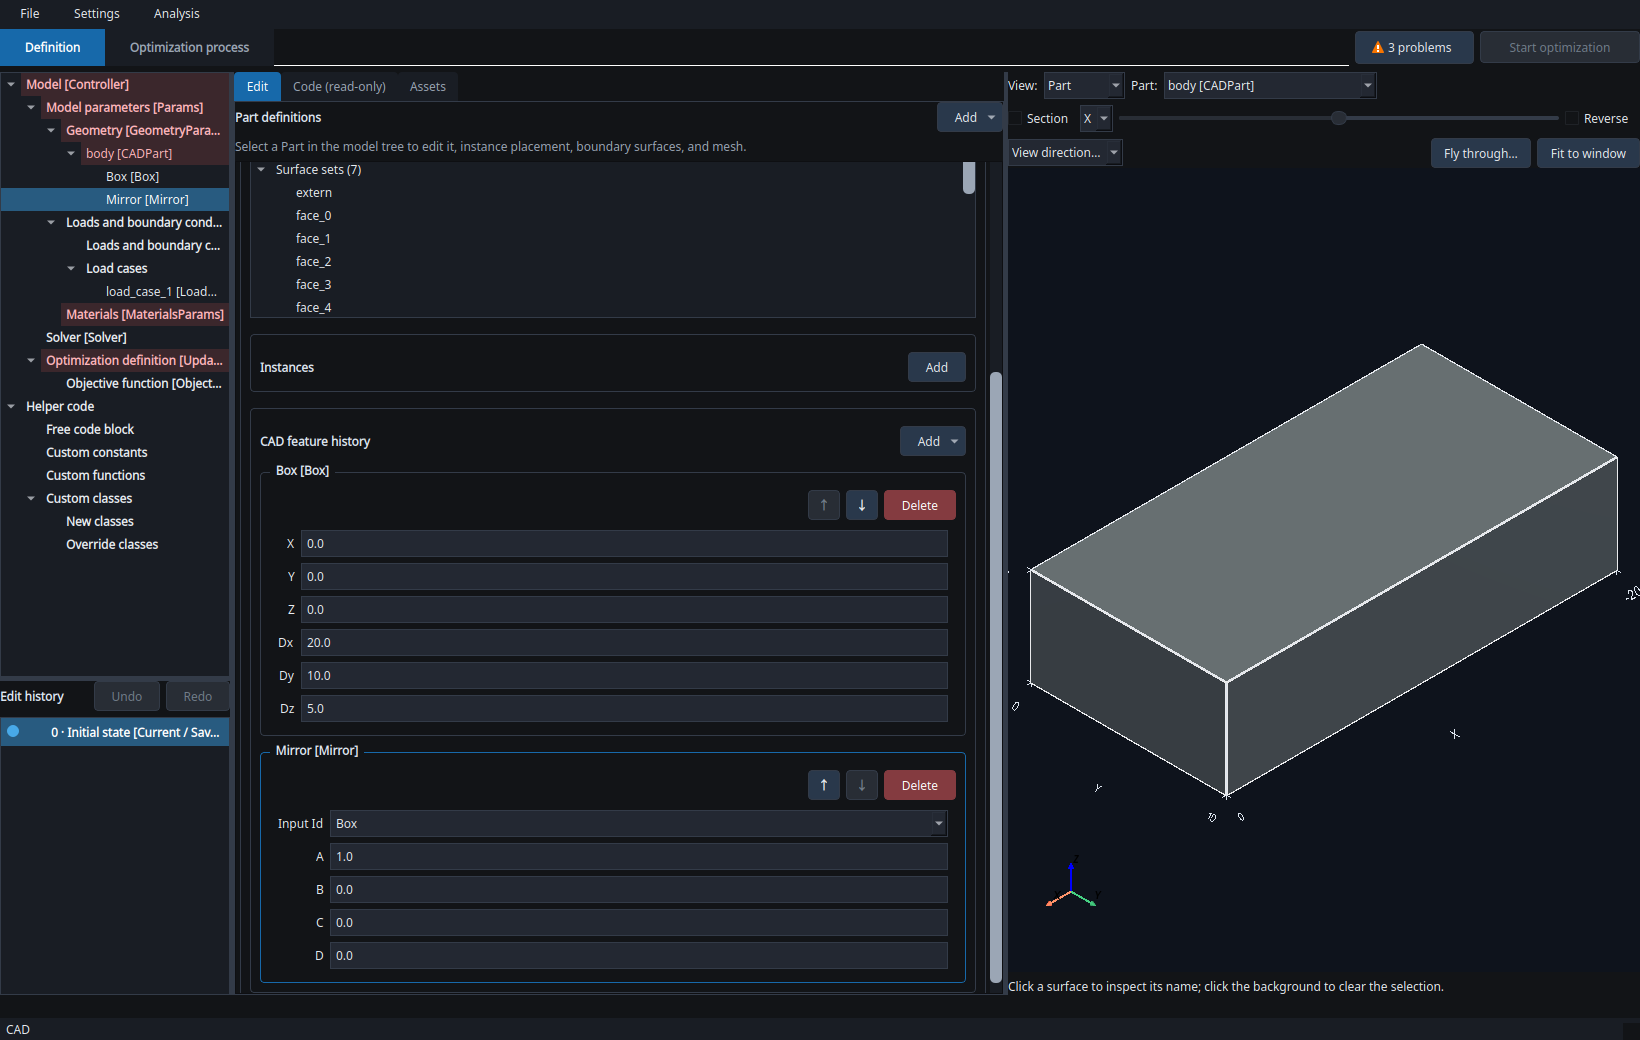 File Settings Analysis
Definition Optimization process 3 problems Start optimization
Model [Controller]
Model parameters [Params]
Geometry [GeometryPara...
body [CADPart]
Box [Box]
Mirror [Mirror]
Loads and boundary cond...
Loads and boundary c...
Load cases
load_case_1 [Load...
Materials [MaterialsParams]
Solver [Solver]
Optimization definition [Upda...
Objective function [Object...
Helper code
Free code block
Custom constants
Custom functions
Custom classes
New classes
Override classes
Edit history Undo Redo
0 · Initial state [Current / Sav...
Edit Code (read-only) Assets
Part definitions Add
Select a Part in the model tree to edit it, instance placement, boundary surfaces, and mesh.
Surface sets (7)
extern
face_0
face_1
face_2
face_3
face_4
Instances Add
CAD feature history Add
Box [Box]
↑ ↓ Delete
X 0.0
Y 0.0
Z 0.0
Dx 20.0
Dy 10.0
Dz 5.0
Mirror [Mirror]
↑ ↓ Delete
Input Id Box
A 1.0
B 0.0
C 0.0
D 0.0
View: Part Part: body [CADPart]
Section X Reverse
View direction... Fly through... Fit to window
-20
0
X
Y
10 0
Z
Y
Click a surface to inspect its name; click the background to clear the selection.
CAD